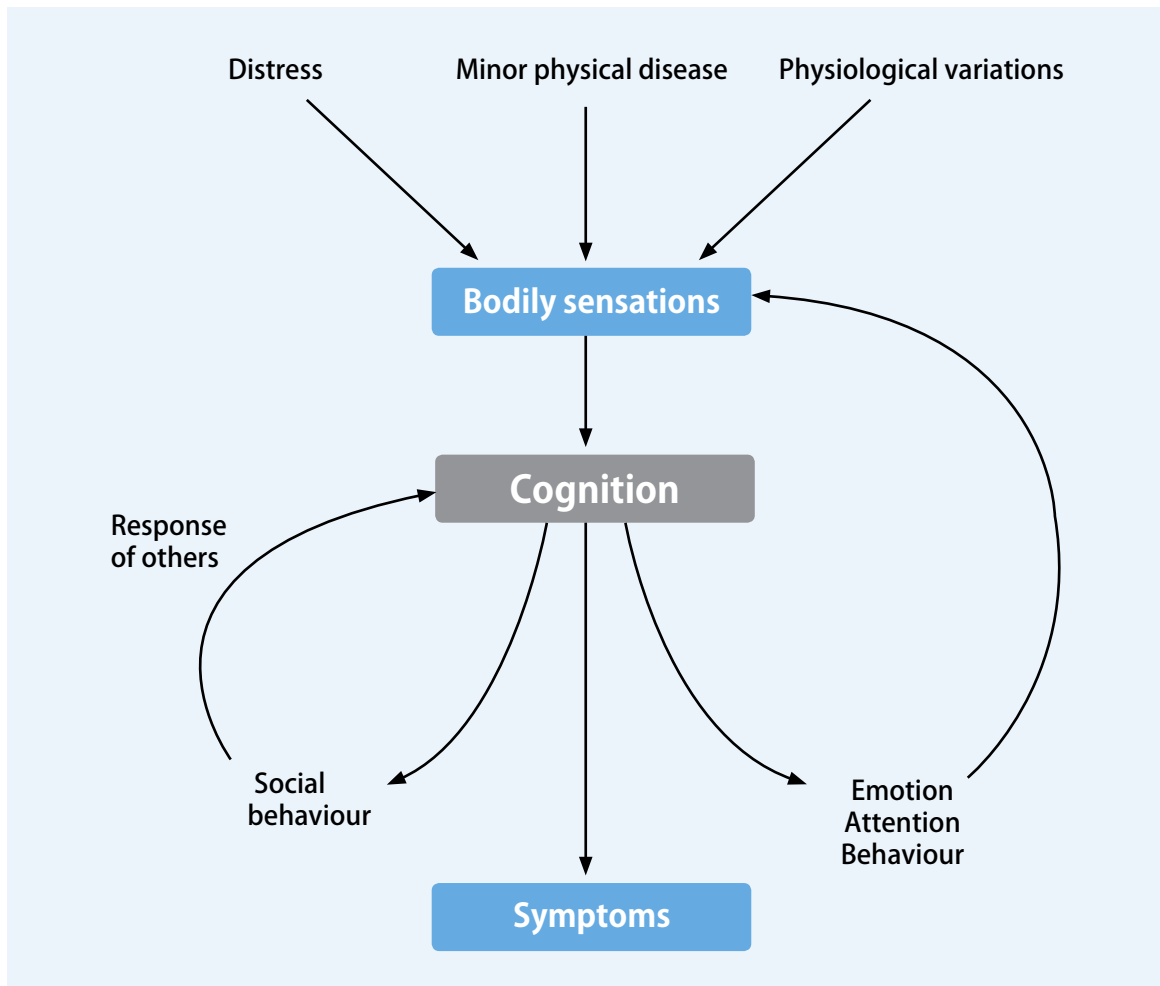 Distress
Minor physical disease
Physiological variations
Bodily sensations
Cognition
Response
of others
Social
behaviour
Emotion
Attention
Behaviour
Symptoms